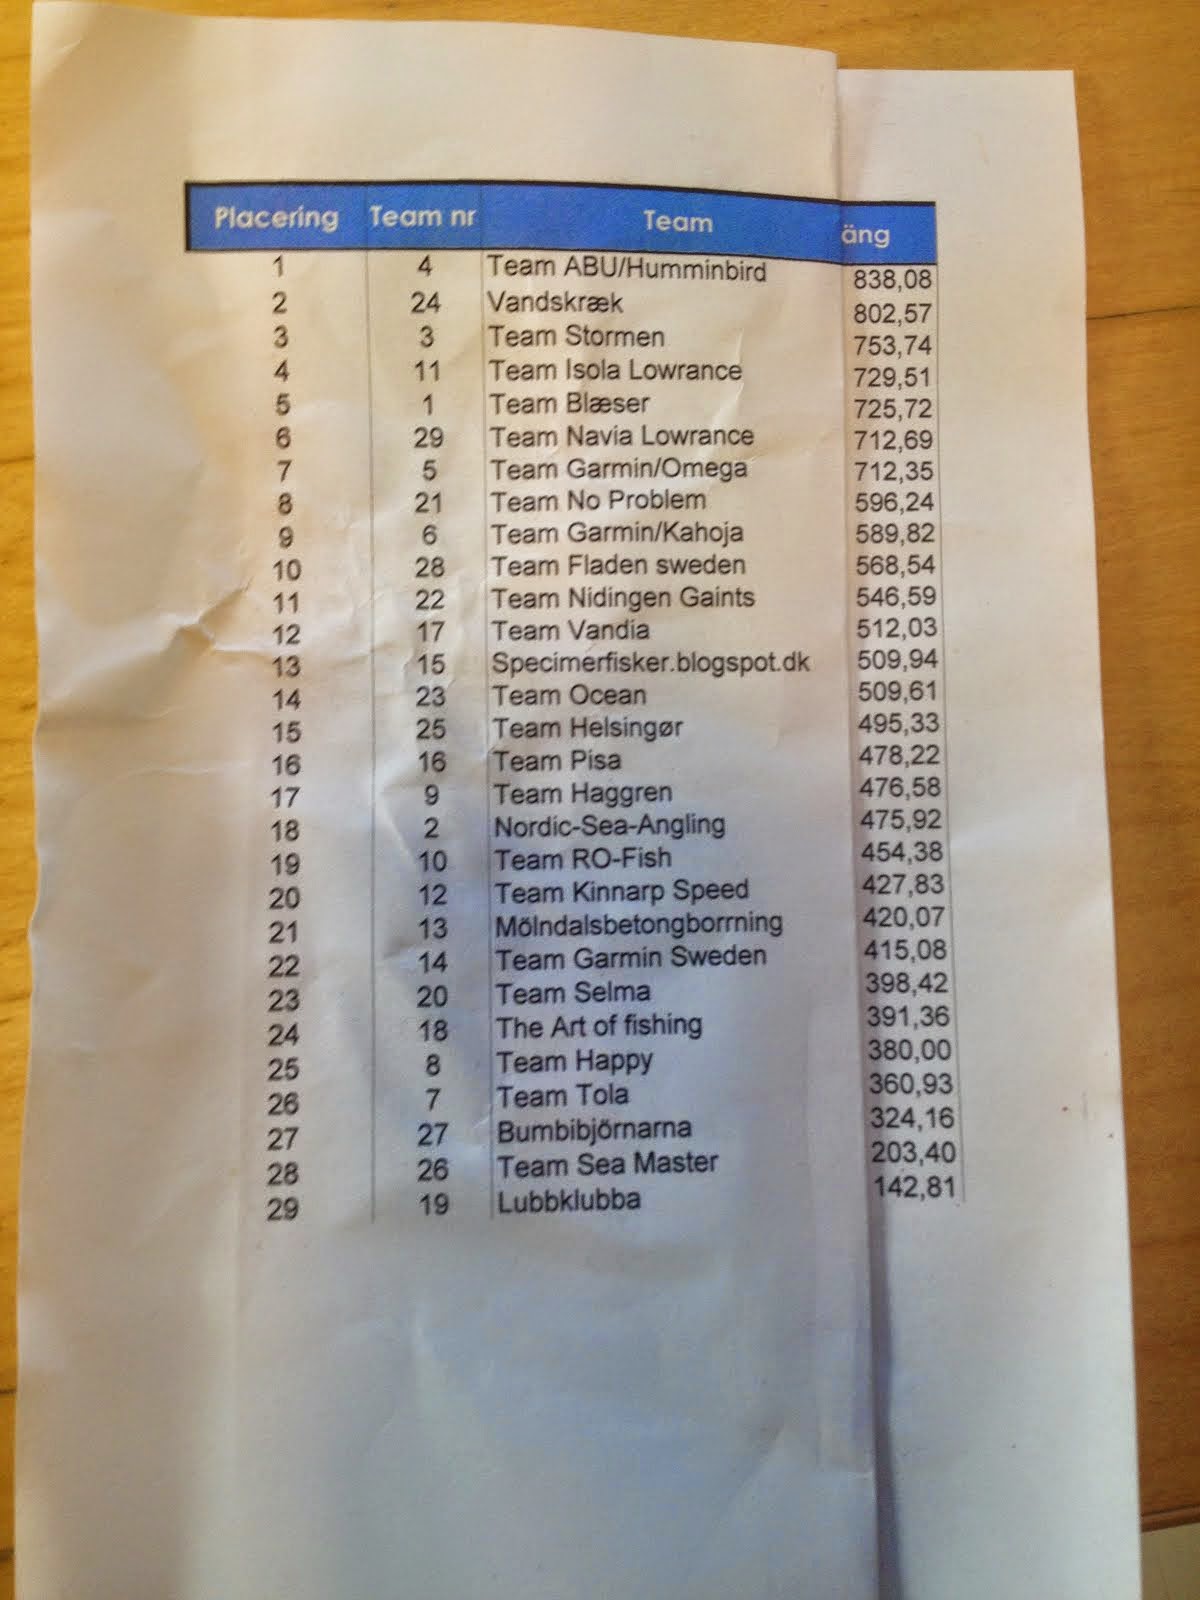 Placering Team nr Team äng
1 4 Team ABU/Humminbird 838,08
2 24 Vandskræk 802,57
3 3 Team Stormen 753,74
4 11 Team Isola Lowrance 729,51
5 1 Team Blæser 725,72
6 29 Team Navia Lowrance 712,69
7 5 Team Garmin/Omega 712,35
8 21 Team No Problem 596,24
9 6 Team Garmin/Kahoja 589,82
10 28 Team Fladen sweden 568,54
11 22 Team Nidingen Gaints 546,59
12 17 Team Vandia 512,03
13 15 Specimerfisker.blogspot.dk 509,94
14 23 Team Ocean 509,61
15 25 Team Helsingør 495,33
16 16 Team Pisa 478,22
17 9 Team Haggren 476,58
18 2 Nordic-Sea-Angling 475,92
19 10 Team RO-Fish 454,38
20 12 Team Kinnarp Speed 427,83
21 13 Mölndalsbetongborrning 420,07
22 14 Team Garmin Sweden 415,08
23 20 Team Selma 398,42
24 18 The Art of fishing 391,36
25 8 Team Happy 380,00
26 7 Team Tola 360,93
27 27 Bumbibjörnarna 324,16
28 26 Team Sea Master 203,40
29 19 Lubbklubba 142,81